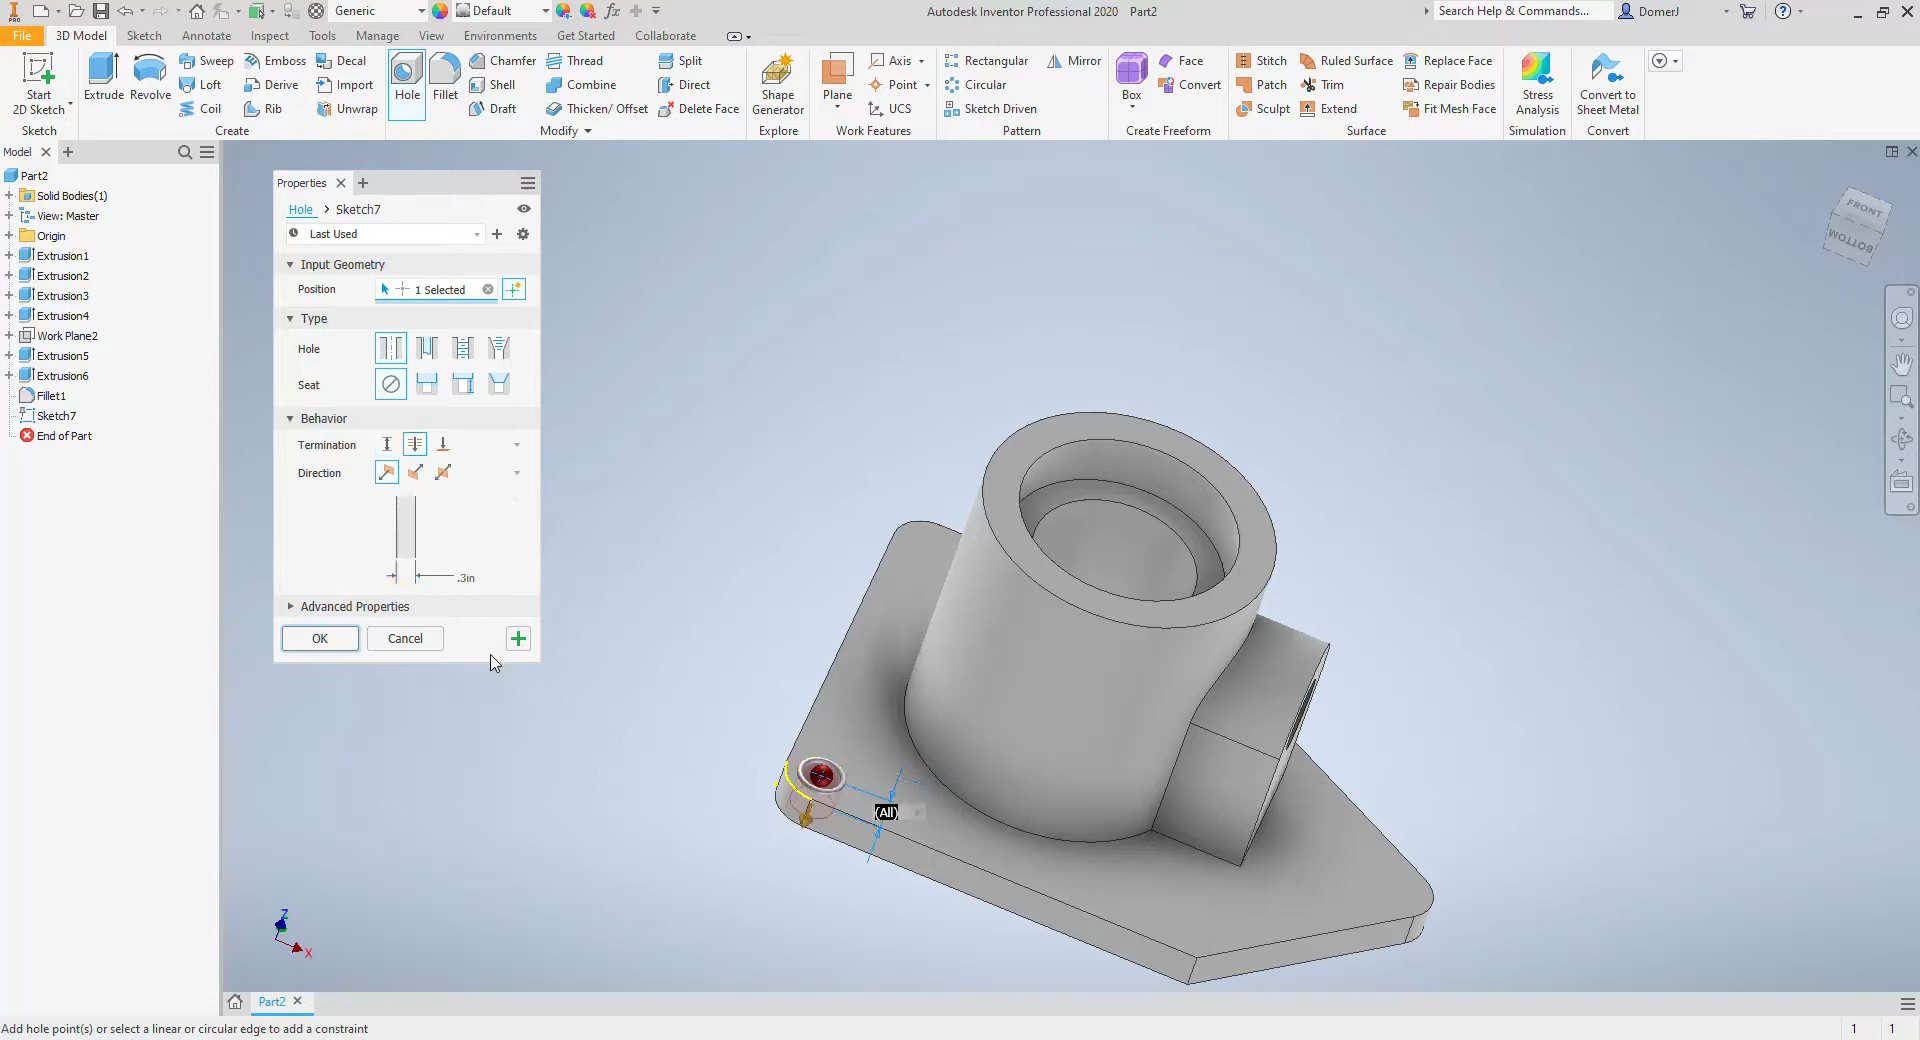 PRO Generic Default fx Autodesk Inventor Professional 2020 Part2 Search Help & Commands... DomerJ
File 3D Model Sketch Annotate Inspect Tools Manage View Environments Get Started Collaborate
Sweep Emboss Decal Chamfer Thread Split Axis Rectangular Mirror Face Stitch Ruled Surface Replace Face
Start 2D Sketch Extrude Revolve Loft Derive Import Hole Fillet Shell Combine Direct Shape Generator Plane Point Circular Box Convert Patch Trim Repair Bodies Stress Analysis Convert to Sheet Metal
Coil Rib Unwrap Draft Thicken/ Offset Delete Face UCS Sketch Driven Sculpt Extend Fit Mesh Face
Sketch Create Modify Explore Work Features Pattern Create Freeform Surface Simulation Convert
Model
Part2
Solid Bodies(1)
View: Master
Origin
Extrusion1
Extrusion2
Extrusion3
Extrusion4
Work Plane2
Extrusion5
Extrusion6
Fillet1
Sketch7
End of Part
Properties
Hole > Sketch7
Last Used
Input Geometry
Position 1 Selected
Type
Hole
Seat
Behavior
Termination
Direction
.3in
Advanced Properties
OK Cancel
FRONT
BOTTOM
(All)
Z
X
Part2
Add hole point(s) or select a linear or circular edge to add a constraint 1 1